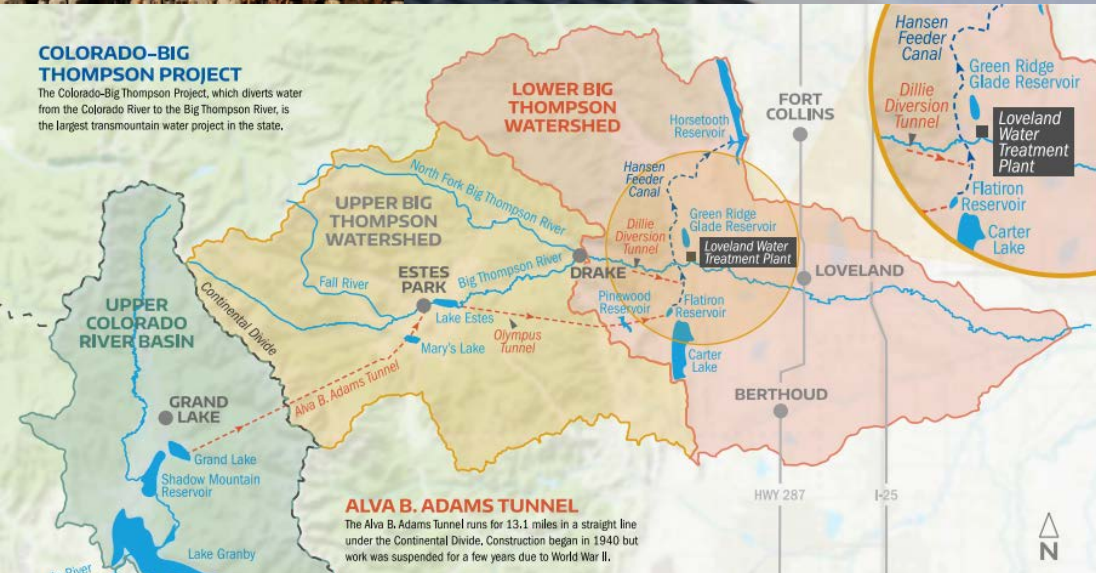 COLORADO-BIG
THOMPSON PROJECT
The Colorado-Big Thompson Project, which diverts water
from the Colorado River to the Big Thompson River, is
the largest transmountain water project in the state.
LOWER BIG
THOMPSON
WATERSHED
Horsetooth
Reservoir
FORT
COLLINS
Hansen
Feeder
Canal
Green Ridge
Glade Reservoir
Dillie
Diversion
Tunnel
Loveland
Water
Treatment
Plant
Flatiron
Reservoir
Carter
Lake
North Fork Big Thompson River
UPPER BIG
THOMPSON
WATERSHED
Hansen
Feeder
Canal
Green Ridge
Glade Reservoir
Dillie
Diversion
Tunnel
Loveland Water
Treatment Plant
DRAKE
LOVELAND
Big Thompson River
ESTES
PARK
Fall River
Continental Divide
UPPER
COLORADO
RIVER BASIN
Lake Estes
Mary's Lake
Olympus
Tunnel
Pinewood
Reservoir
Flatiron
Reservoir
Carter
Lake
Alva B. Adams Tunnel
BERTHOUD
GRAND
LAKE
Grand Lake
Shadow Mountain
Reservoir
Lake Granby
River
ALVA B. ADAMS TUNNEL
The Alva B. Adams Tunnel runs for 13.1 miles in a straight line
under the Continental Divide. Construction began in 1940 but
work was suspended for a few years due to World War II.
HWY 287
I-25
N